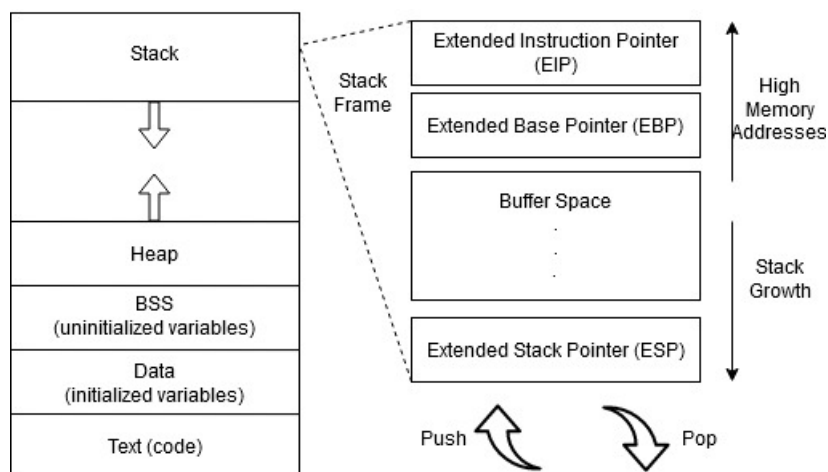 Stack
Heap
BSS
(uninitialized variables)
Data
(initialized variables)
Text (code)
Stack
Frame
Extended Instruction Pointer
(EIP)
Extended Base Pointer (EBP)
Buffer Space
.
.
.
Extended Stack Pointer (ESP)
High
Memory
Addresses
Stack
Growth
Push
Pop